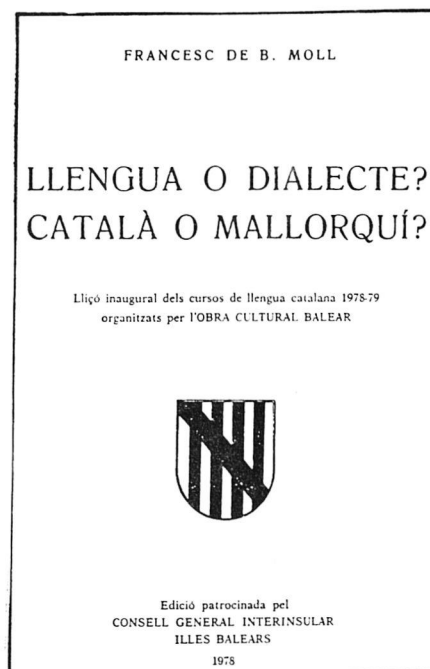 FRANCESC DE B. MOLL
LLENGUA O DIALECTE?
CATALÀ O MALLORQUÍ?
Lliçó inaugural dels cursos de llengua catalana 1978-79
organitzats per l'OBRA CULTURAL BALEAR
Edició patrocinada pel
CONSELL GENERAL INTERINSULAR
ILLES BALEARS
1978